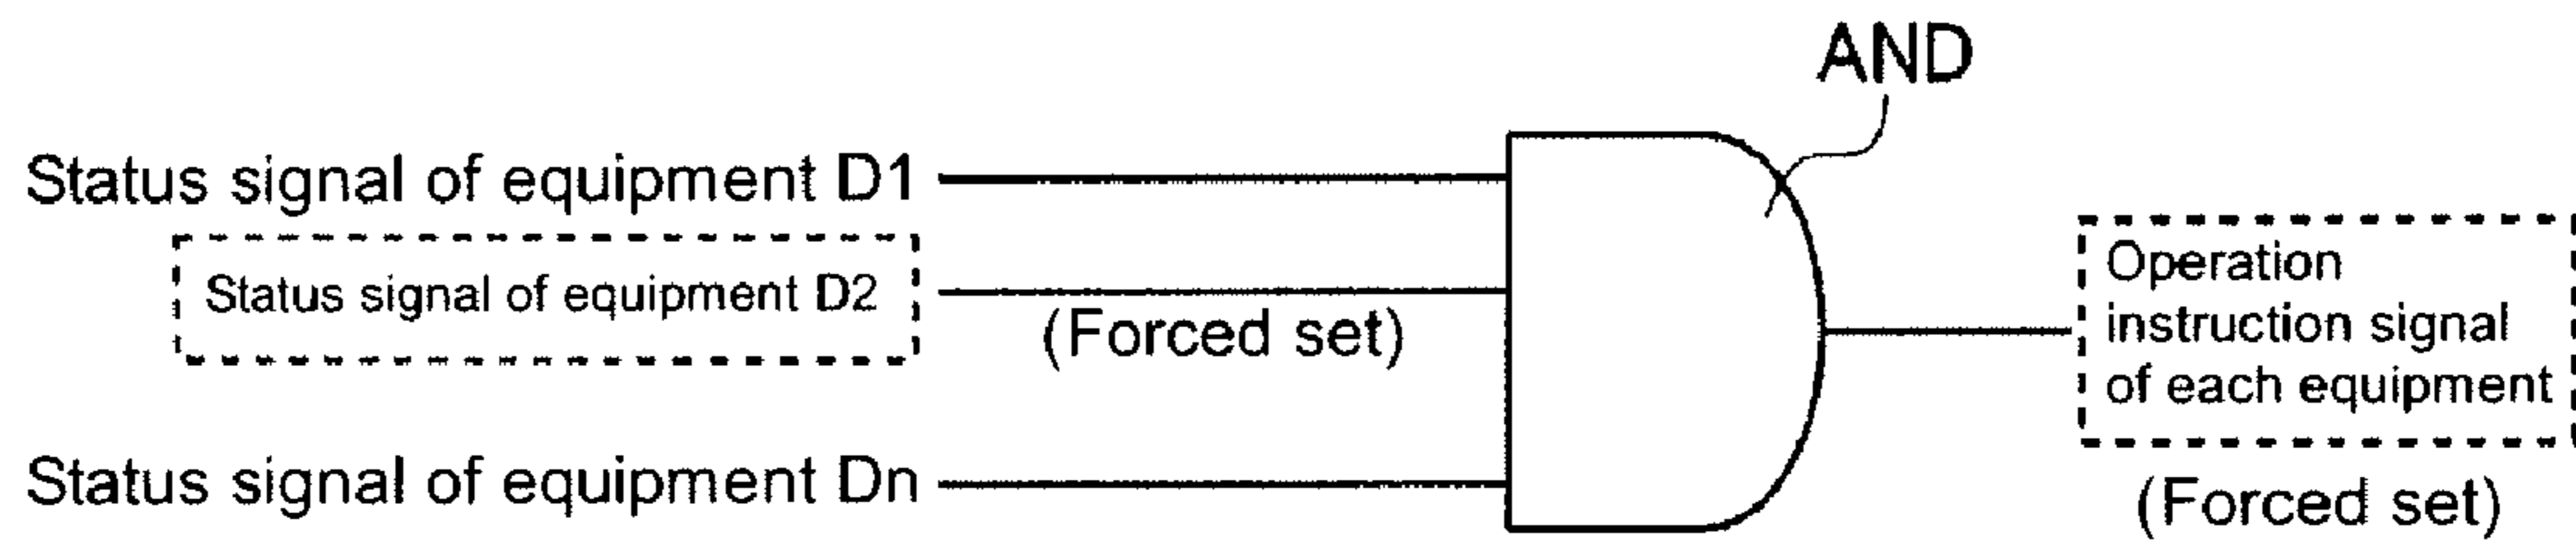 AND
Status signal of equipment D1
Status signal of equipment D2
(Forced set)
Status signal of equipment Dn
Operation
instruction signal
of each equipment
(Forced set)